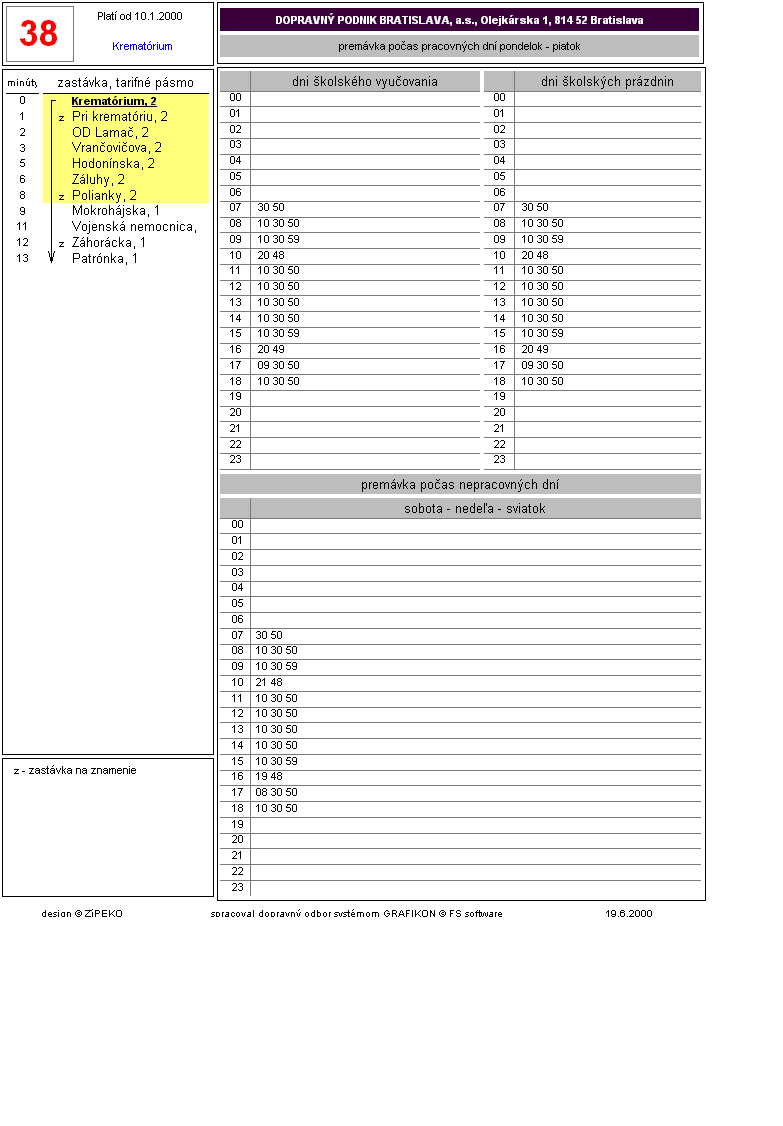 38
Platí od 10.1.2000
Krematórium
DOPRAVNÝ PODNIK BRATISLAVA, a.s., Olejkárska 1, 814 52 Bratislava
premávka počas pracovných dní pondelok - piatok
minúty zastávka, tarifné pásmo
0 Krematórium, 2
1 z Pri krematóriu, 2
2 OD Lamač, 2
3 Vrančovičova, 2
5 Hodonínska, 2
6 Záluhy, 2
8 z Polianky, 2
9 Mokrohájska, 1
11 Vojenská nemocnica,
12 z Záhorácka, 1
13 Patrónka, 1
z - zastávka na znamenie
dni školského vyučovania
00
01
02
03
04
05
06
07 30 50
08 10 30 50
09 10 30 59
10 20 48
11 10 30 50
12 10 30 50
13 10 30 50
14 10 30 50
15 10 30 59
16 20 49
17 09 30 50
18 10 30 50
19
20
21
22
23
dni školských prázdnin
00
01
02
03
04
05
06
07 30 50
08 10 30 50
09 10 30 59
10 20 48
11 10 30 50
12 10 30 50
13 10 30 50
14 10 30 50
15 10 30 59
16 20 49
17 09 30 50
18 10 30 50
19
20
21
22
23
premávka počas nepracovných dní
sobota - nedeľa - sviatok
00
01
02
03
04
05
06
07 30 50
08 10 30 50
09 10 30 59
10 21 48
11 10 30 50
12 10 30 50
13 10 30 50
14 10 30 50
15 10 30 59
16 19 48
17 08 30 50
18 10 30 50
19
20
21
22
23
design © ZíPEKO spracoval dopravný odbor systémom GRAFIKON © FS software 19.6.2000